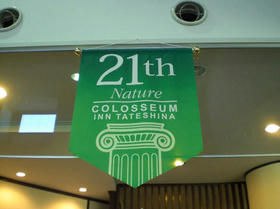 21th
Nature
COLOSSEUM
INN TATESHINA